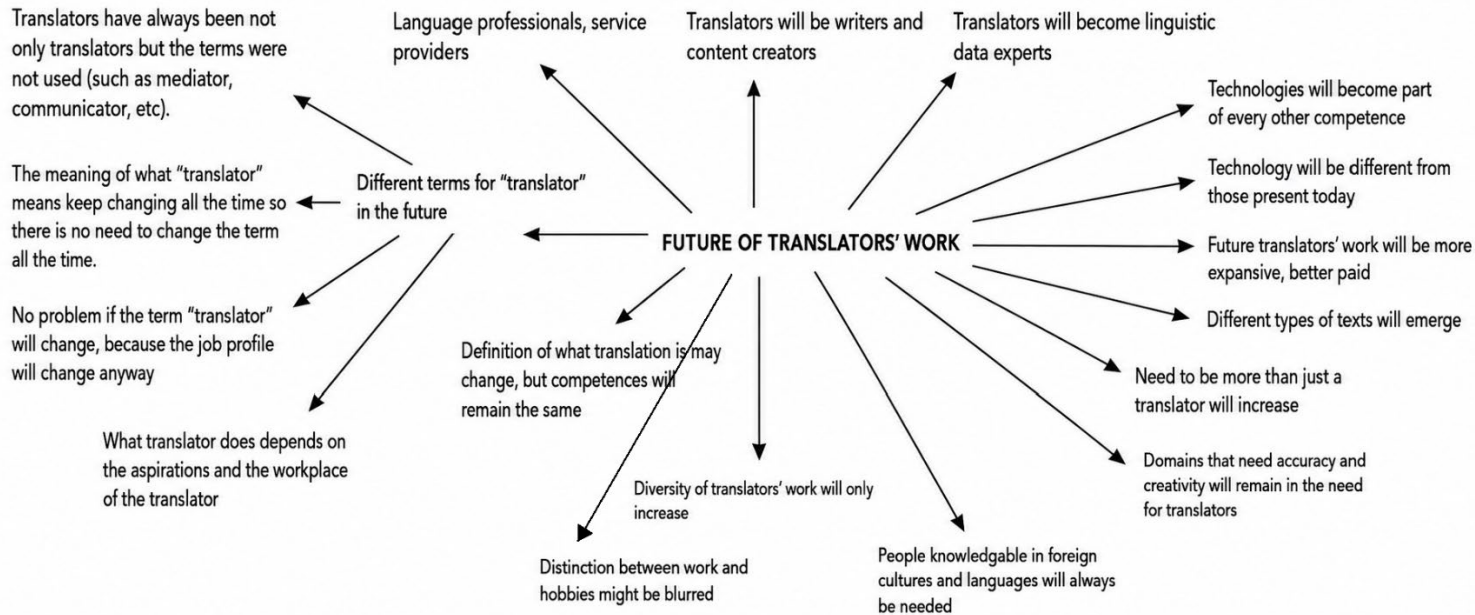 Translators have always been not
only translators but the terms were
not used (such as mediator,
communicator, etc).
Language professionals, service
providers
Translators will be writers and
content creators
Translators will become linguistic
data experts
Technologies will become part
of every other competence
The meaning of what “translator”
means keep changing all the time so
there is no need to change the term
all the time.
Different terms for “translator”
in the future
Technology will be different from
those present today
FUTURE OF TRANSLATORS’ WORK
Future translators’ work will be more
expansive, better paid
No problem if the term “translator”
will change, because the job profile
will change anyway
Different types of texts will emerge
Definition of what translation is may
change, but competences will
remain the same
Need to be more than just a
translator will increase
What translator does depends on
the aspirations and the workplace
of the translator
Domains that need accuracy and
creativity will remain in the need
for translators
Diversity of translators’ work will only
increase
Distinction between work and
hobbies might be blurred
People knowledgable in foreign
cultures and languages will always
be needed